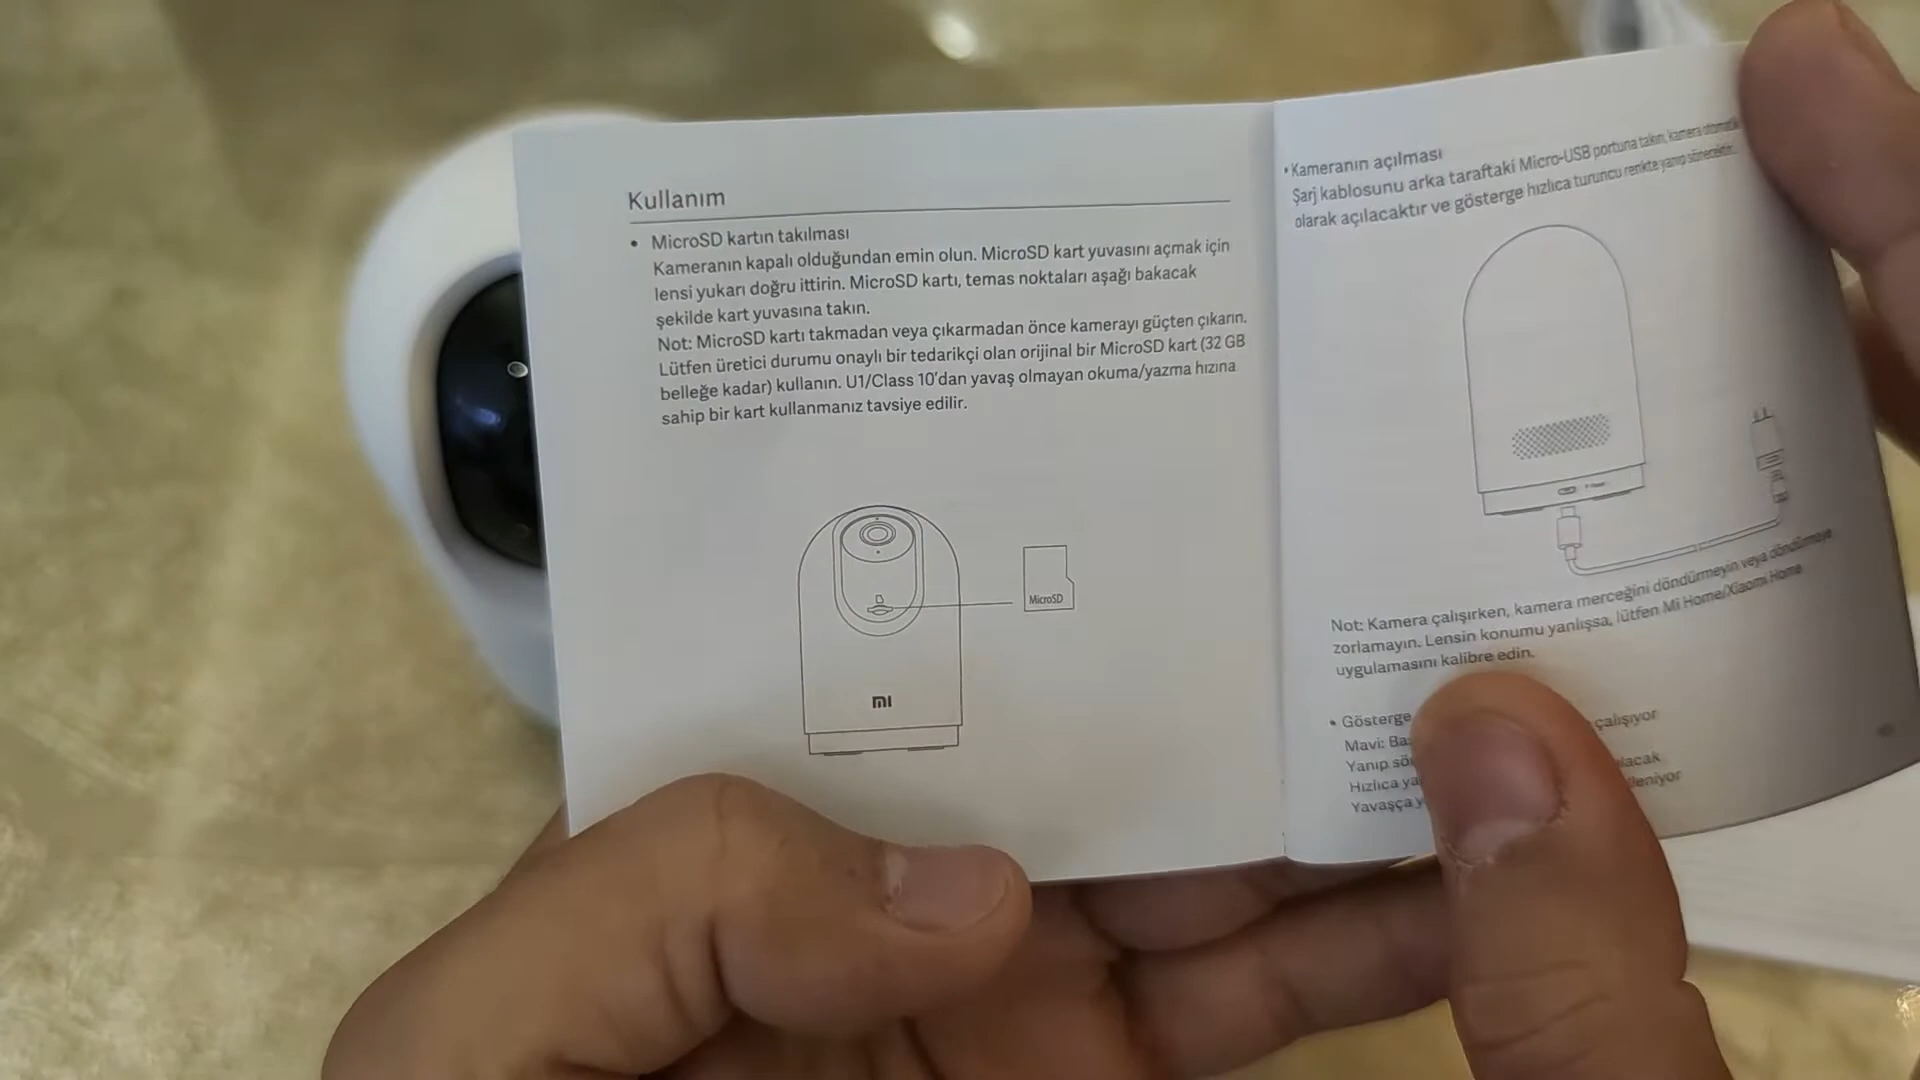 Kullanım
• MicroSD kartın takılması
Kameranın kapalı olduğundan emin olun. MicroSD kart yuvasını açmak için
lensi yukarı doğru ittirin. MicroSD kartı, temas noktaları aşağı bakacak
şekilde kart yuvasına takın.
Not: MicroSD kartı takmadan veya çıkarmadan önce kamerayı güçten çıkarın.
Lütfen üretici durumu onaylı bir tedarikçi olan orijinal bir MicroSD kart (32 GB
belleğe kadar) kullanın. U1/Class 10'dan yavaş olmayan okuma/yazma hızına
sahip bir kart kullanmanız tavsiye edilir.
MicroSD
mı
• Kameranın açılması
Şarj kablosunu arka taraftaki Micro-USB portuna takın, kamera otomatik
olarak açılacaktır ve gösterge hızlıca turuncu renkte yanıp sönecektir.
Not: Kamera çalışırken, kamera merceğini döndürmeyin veya döndürmeye
zorlamayın. Lensin konumu yanlışsa, lütfen Mi Home/Xiaomi Home
uygulamasını kalibre edin.
• Gösterge
çalışıyor
Mavi:
Yanıp
Hızlıca
Yavaşça